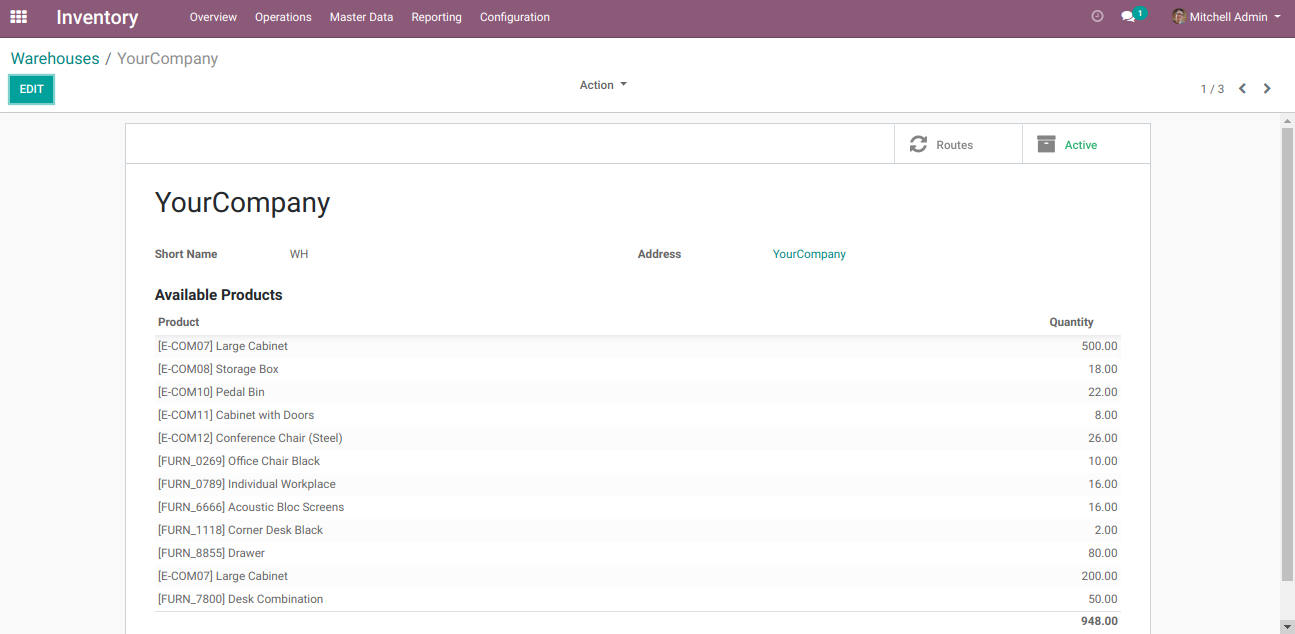 Inventory Overview Operations Master Data Reporting Configuration 1 Mitchell Admin
Warehouses / YourCompany
EDIT Action 1 / 3
Routes Active
YourCompany
Short Name WH Address YourCompany
Available Products
Product Quantity
[E-COM07] Large Cabinet 500.00
[E-COM08] Storage Box 18.00
[E-COM10] Pedal Bin 22.00
[E-COM11] Cabinet with Doors 8.00
[E-COM12] Conference Chair (Steel) 26.00
[FURN_0269] Office Chair Black 10.00
[FURN_0789] Individual Workplace 16.00
[FURN_6666] Acoustic Bloc Screens 16.00
[FURN_1118] Corner Desk Black 2.00
[FURN_8855] Drawer 80.00
[E-COM07] Large Cabinet 200.00
[FURN_7800] Desk Combination 50.00
948.00